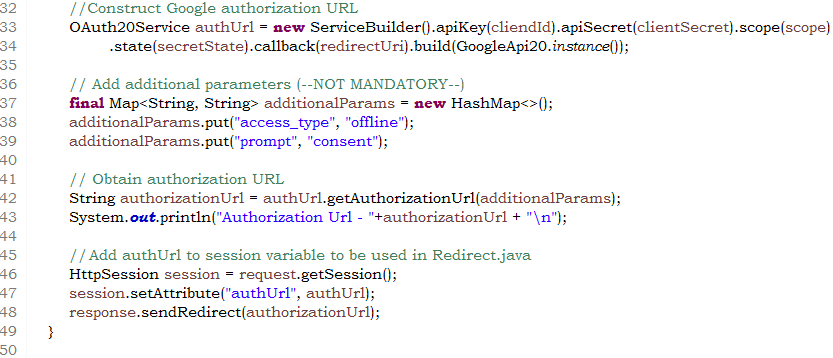 32 //Construct Google authorization URL
33 OAuth20Service authUrl = new ServiceBuilder().apiKey(cliendId).apiSecret(clientSecret).scope(scope)
34 .state(secretState).callback(redirectUri).build(GoogleApi20.instance());
35
36 // Add additional parameters (--NOT MANDATORY--)
37 final Map<String, String> additionalParams = new HashMap<>();
38 additionalParams.put("access_type", "offline");
39 additionalParams.put("prompt", "consent");
40
41 // Obtain authorization URL
42 String authorizationUrl = authUrl.getAuthorizationUrl(additionalParams);
43 System.out.println("Authorization Url - "+authorizationUrl + "\n");
44
45 //Add authUrl to session variable to be used in Redirect.java
46 HttpSession session = request.getSession();
47 session.setAttribute("authUrl", authUrl);
48 response.sendRedirect(authorizationUrl);
49 }
50